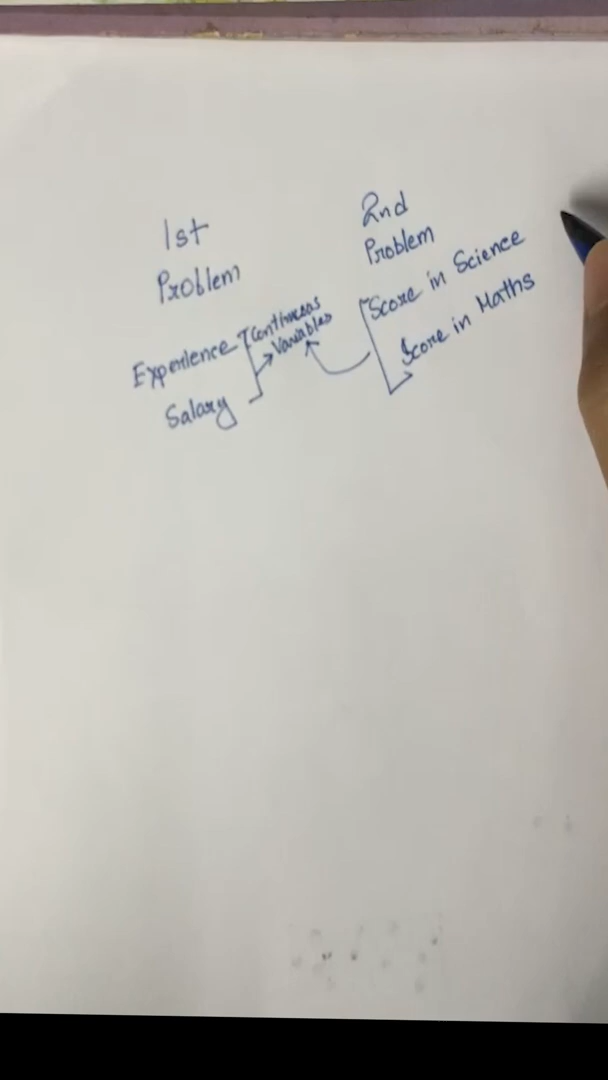 1st
Problem
Experience
Salary
Continuous
Variables
2nd
Problem
Score in Science
Score in Maths